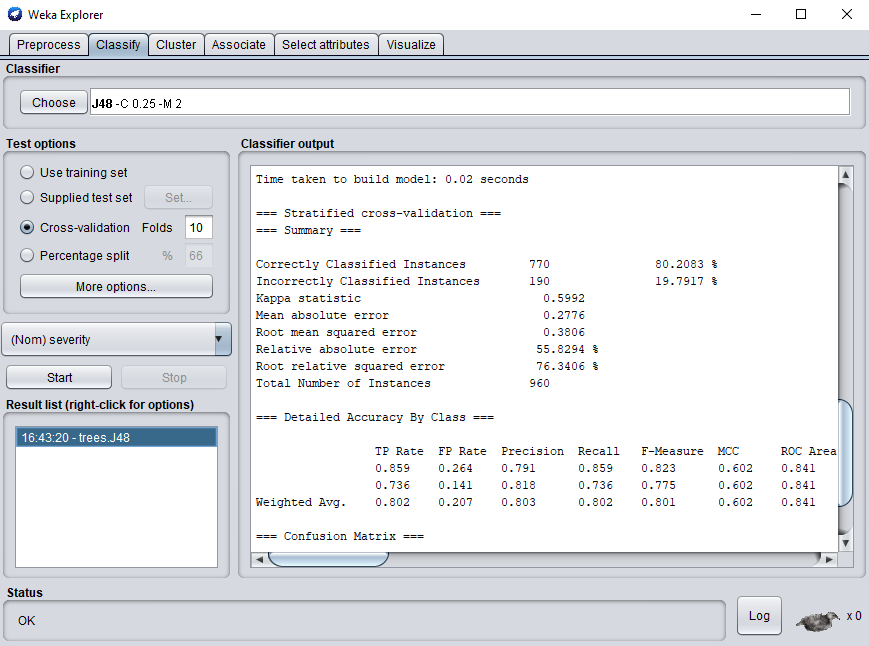 Weka Explorer
Preprocess Classify Cluster Associate Select attributes Visualize
Classifier
Choose J48 -C 0.25 -M 2
Test options
Use training set
Supplied test set Set...
Cross-validation Folds 10
Percentage split % 66
More options...
(Nom) severity
Start Stop
Result list (right-click for options)
16:43:20 - trees.J48
Classifier output
Time taken to build model: 0.02 seconds
=== Stratified cross-validation ===
=== Summary ===
Correctly Classified Instances 770 80.2083 %
Incorrectly Classified Instances 190 19.7917 %
Kappa statistic 0.5992
Mean absolute error 0.2776
Root mean squared error 0.3806
Relative absolute error 55.8294 %
Root relative squared error 76.3406 %
Total Number of Instances 960
=== Detailed Accuracy By Class ===
TP Rate FP Rate Precision Recall F-Measure MCC ROC Area
0.859 0.264 0.791 0.859 0.823 0.602 0.841
0.736 0.141 0.818 0.736 0.775 0.602 0.841
Weighted Avg. 0.802 0.207 0.803 0.802 0.801 0.602 0.841
=== Confusion Matrix ===
Status
OK
Log x 0